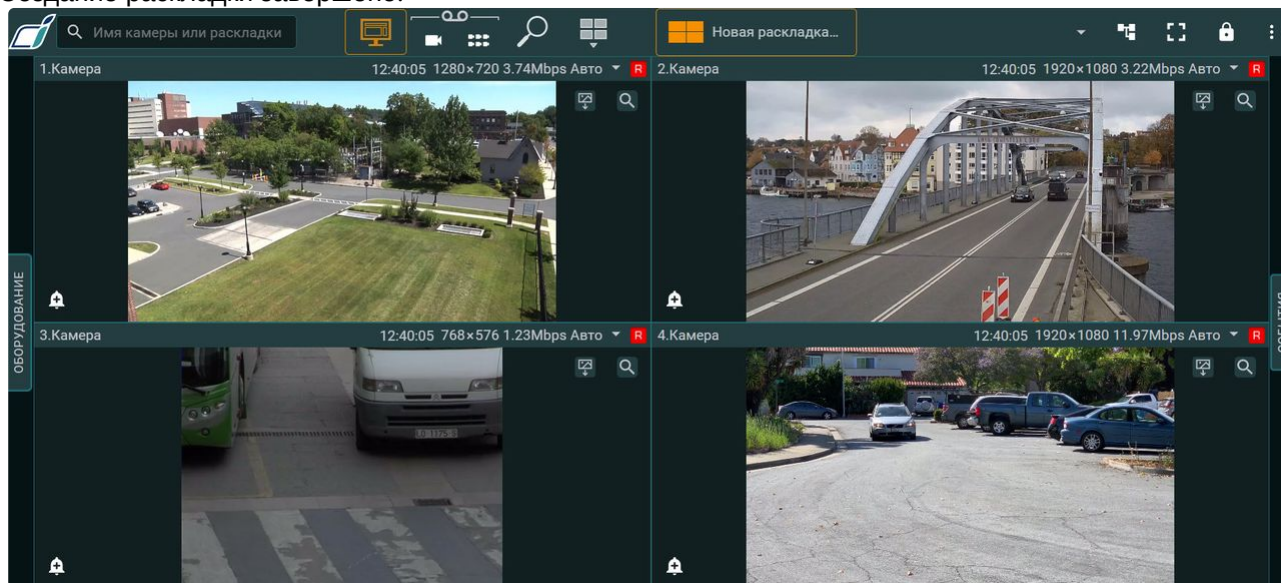 Имя камеры или раскладки
Новая раскладка...
1.Камера 12:40:05 1280×720 3.74Mbps Авто R
2.Камера 12:40:05 1920×1080 3.22Mbps Авто R
ОБОРУДОВАНИЕ
3.Камера 12:40:05 768×576 1.23Mbps Авто R
4.Камера 12:40:05 1920×1080 11.97Mbps Авто R